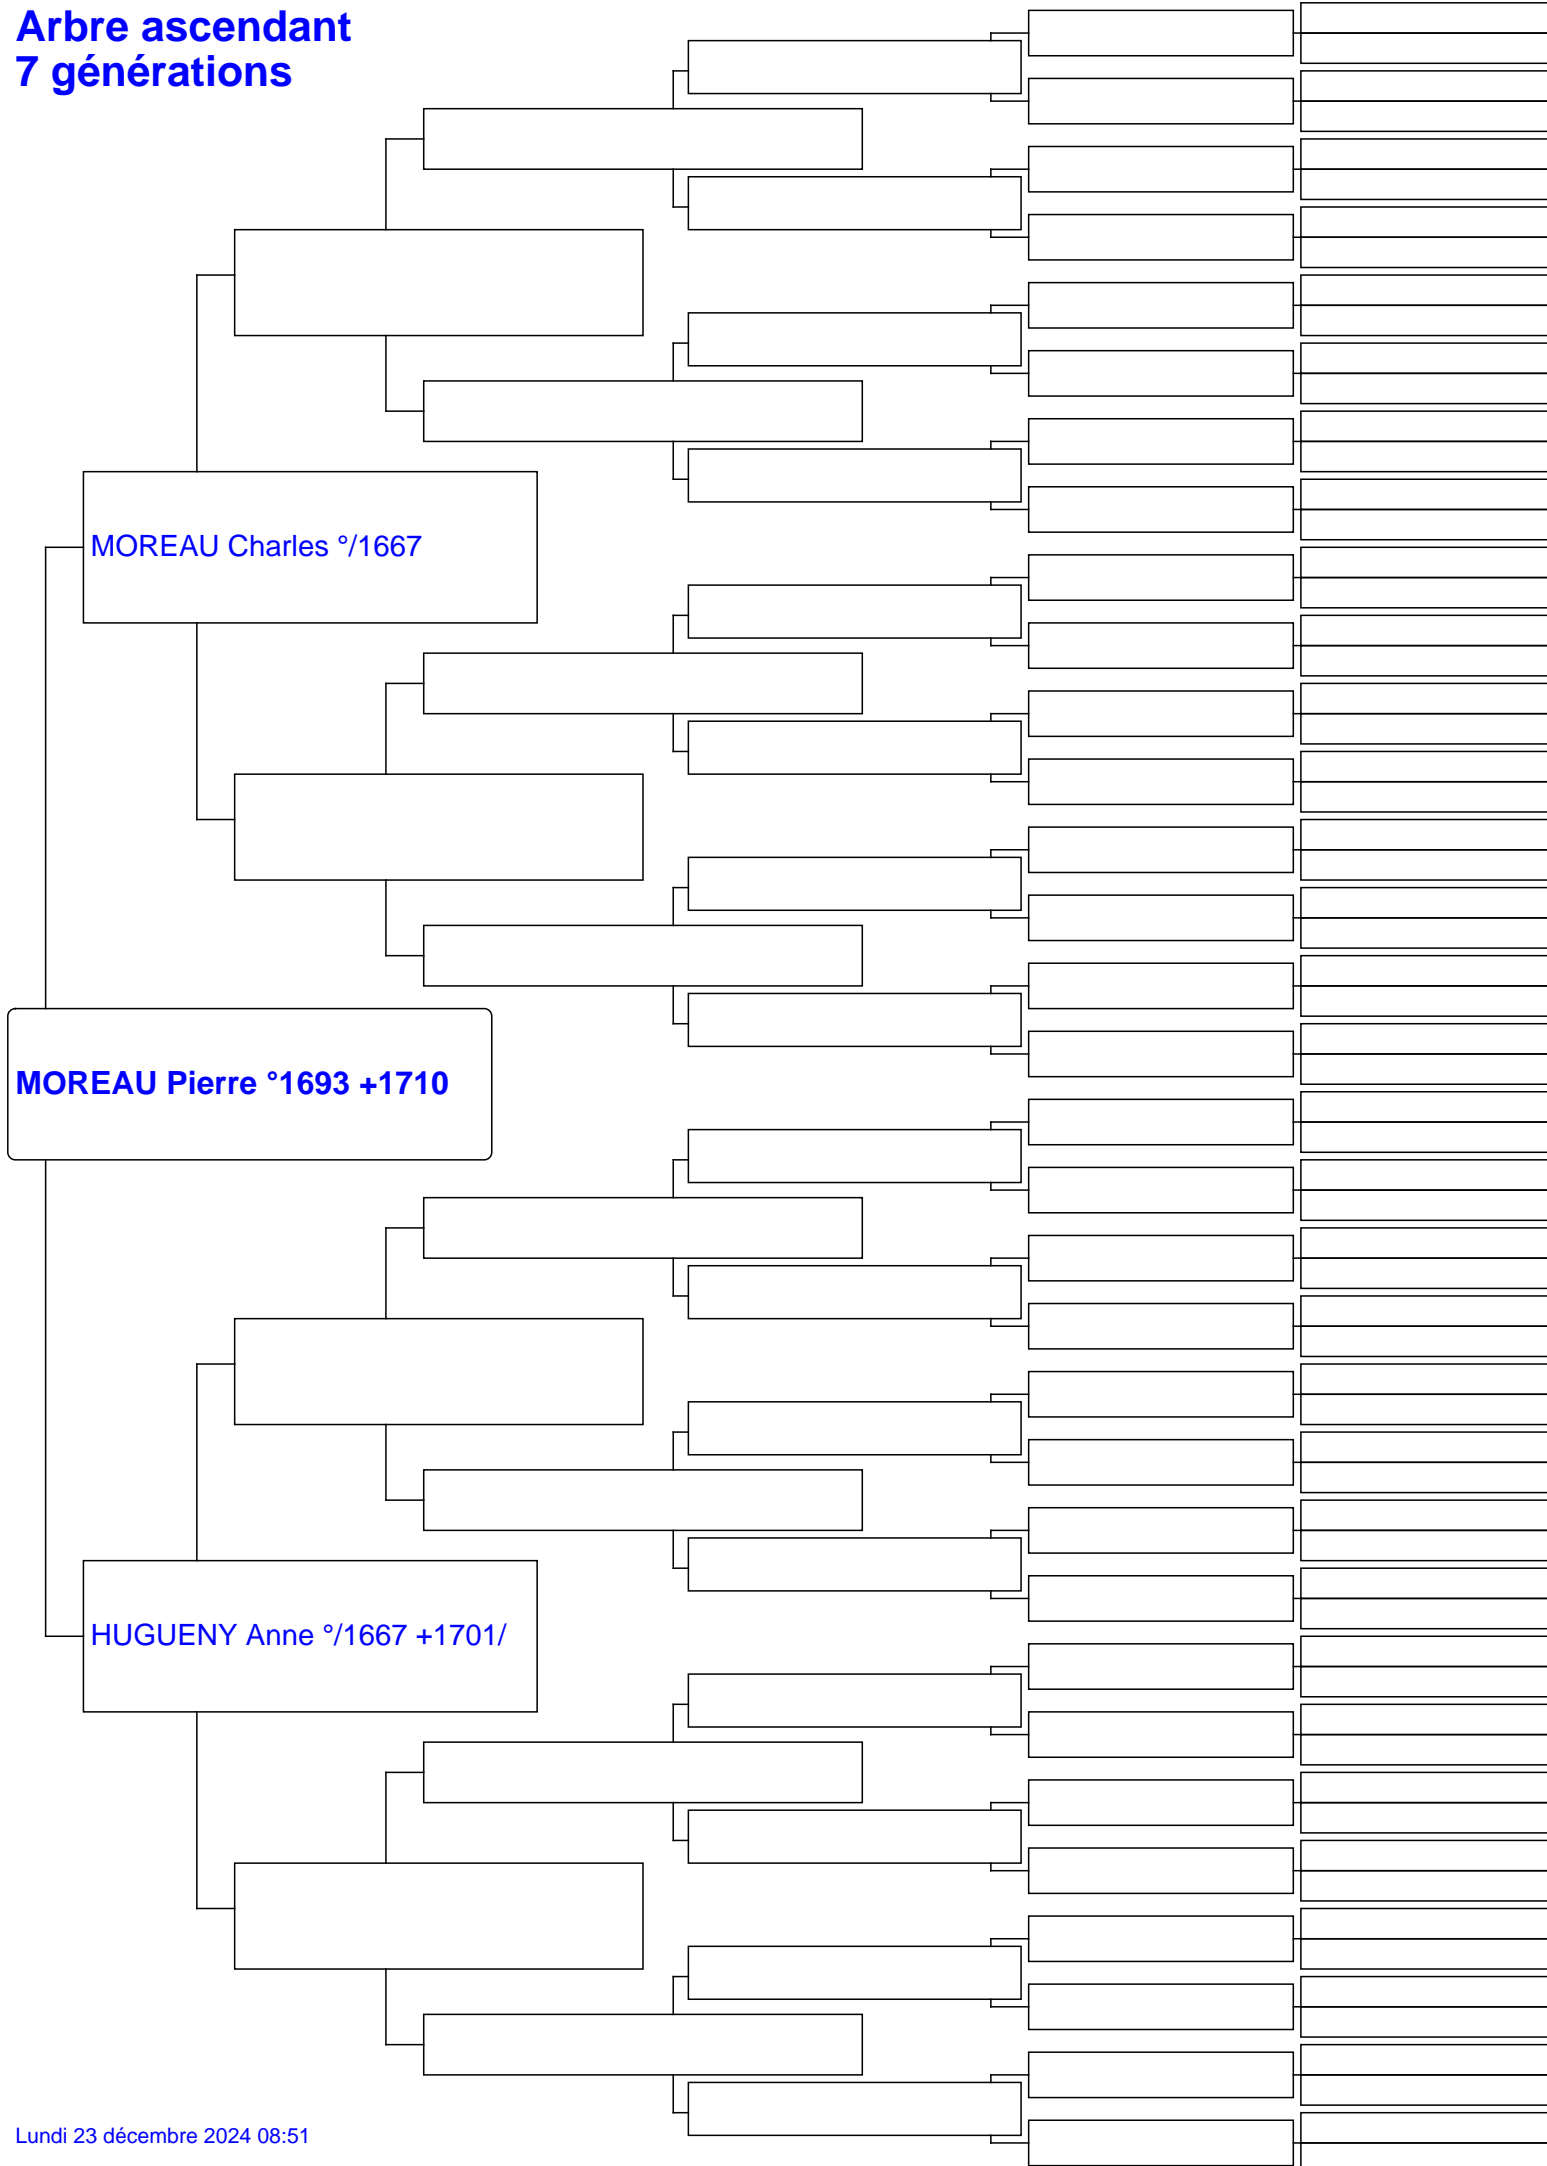 Arbre ascendant
7 générations
MOREAU Charles °/1667
MOREAU Pierre °1693 +1710
HUGUENY Anne °/1667 +1701/
Lundi 23 décembre 2024 08:51